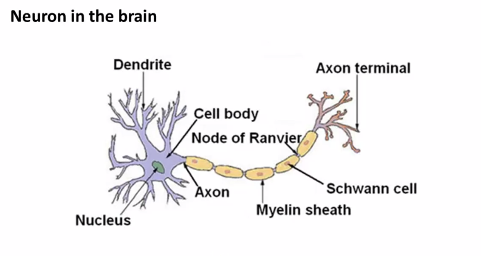 Neuron in the brain
Dendrite
Axon terminal
Cell body
Node of Ranvier
Axon
Schwann cell
Myelin sheath
Nucleus